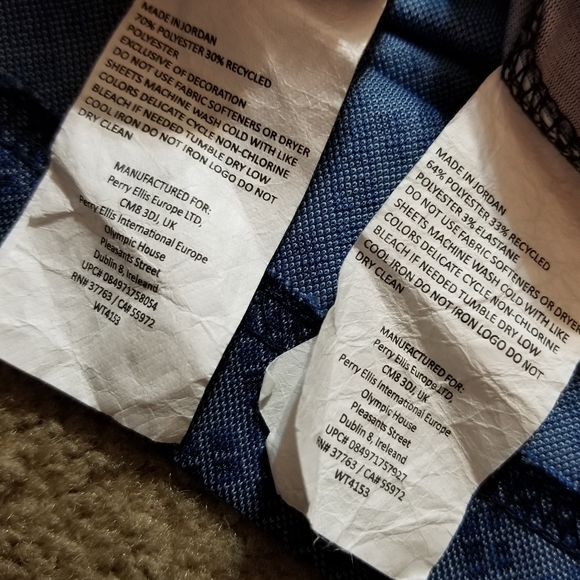 MADE IN JORDAN
70% POLYESTER 30% RECYCLED
POLYESTER
EXCLUSIVE OF DECORATION
DO NOT USE FABRIC SOFTENERS OR DRYER
SHEETS MACHINE WASH COLD WITH LIKE
COLORS DELICATE CYCLE NON-CHLORINE
BLEACH IF NEEDED TUMBLE DRY LOW
COOL IRON DO NOT IRON LOGO DO NOT
DRY CLEAN
MANUFACTURED FOR:
Perry Ellis Europe LTD,
CM8 3DJ, UK
Perry Ellis International Europe
Olympic House
Pleasants Street
Dublin 8, Ireleand
UPC# 084971758054
RN# 37763 / CA# 55972
WT4153
MADE IN JORDAN
64% POLYESTER 33% RECYCLED
POLYESTER 3% ELASTANE
DO NOT USE FABRIC SOFTENERS OR DRYER
SHEETS MACHINE WASH COLD WITH LIKE
COLORS DELICATE CYCLE NON-CHLORINE
BLEACH IF NEEDED TUMBLE DRY LOW
COOL IRON DO NOT IRON LOGO DO NOT
DRY CLEAN
MANUFACTURED FOR:
Perry Ellis Europe LTD,
CM8 3DJ, UK
Perry Ellis International Europe
Olympic House
Pleasants Street
Dublin 8, Ireleand
UPC# 084971757927
RN# 37763 / CA# 55972
WT4153